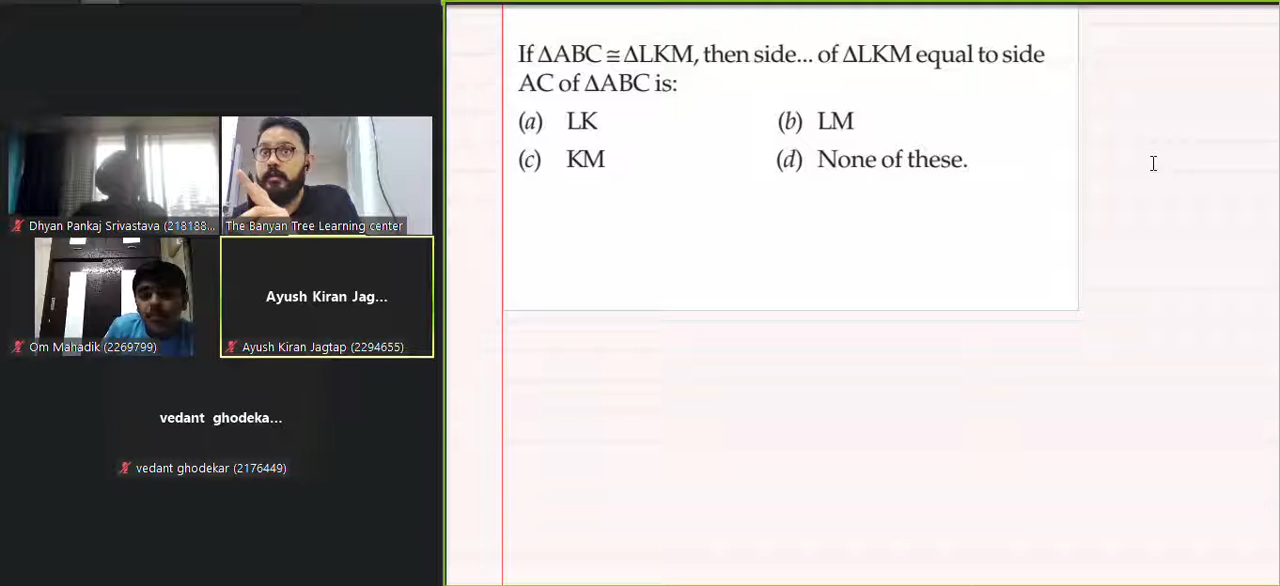 If ΔABC ≅ ΔLKM, then side... of ΔLKM equal to side
AC of ΔABC is:
(a) LK (b) LM
(c) KM (d) None of these.
Dhyan Pankaj Srivastava (218188...
The Banyan Tree Learning center
Ayush Kiran Jag...
Om Mahadik (2269799)
Ayush Kiran Jagtap (2294655)
vedant ghodeka...
vedant ghodekar (2176449)